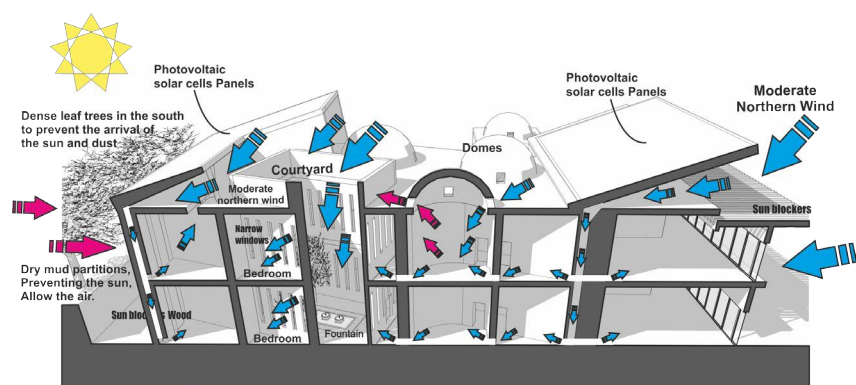 Photovoltaic
solar cells Panels
Photovoltaic
solar cells Panels
Moderate
Northern Wind
Dense leaf trees in the south
to prevent the arrival of
the sun and dust
Domes
Courtyard
Moderate
northern wind
Sun blockers
Narrow
windows
Bedroom
Dry mud partitions,
Preventing the sun,
Allow the air.
Wood
Bedroom
Fountain